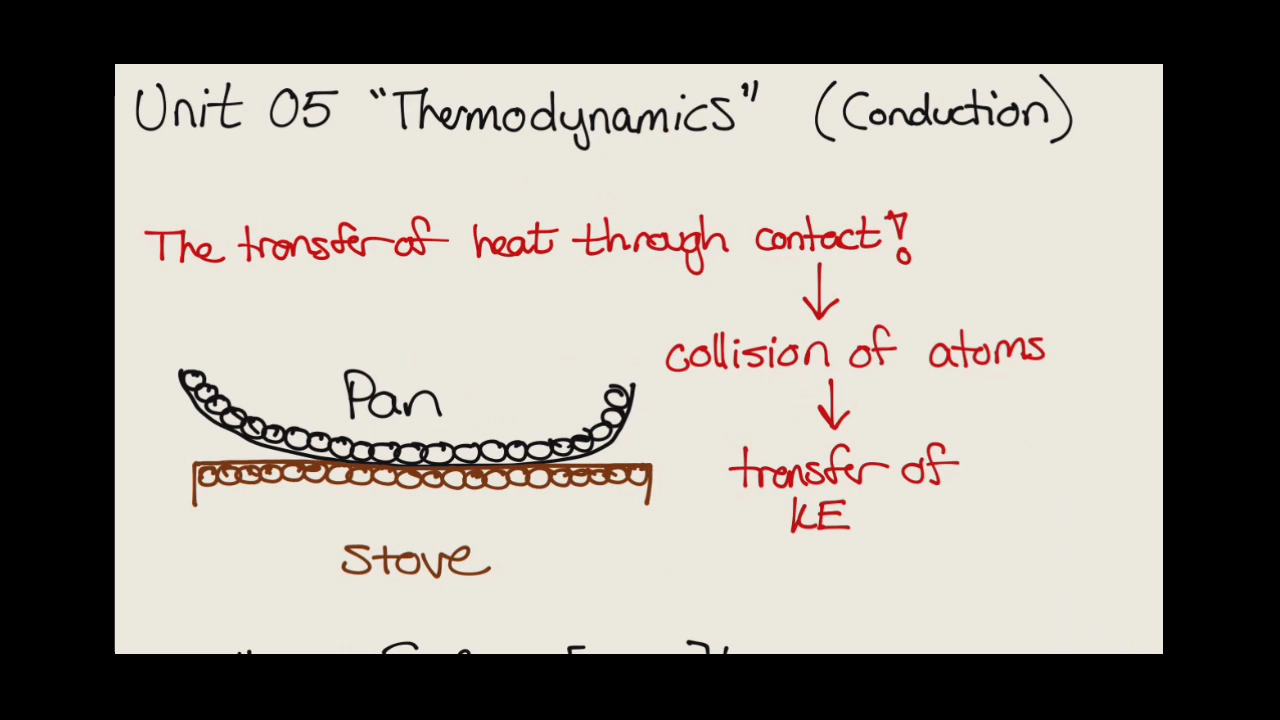 Unit 05 "Thermodynamics" (Conduction)
The transfer of heat through contact!
collision of atoms
transfer of
KE
Pan
Stove